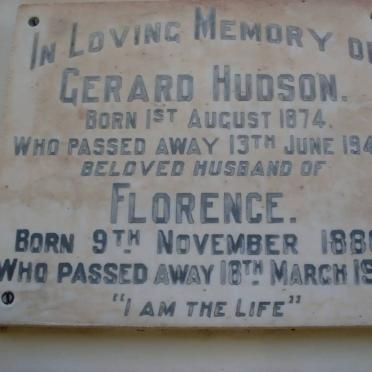 IN LOVING MEMORY OF
GERARD HUDSON.
BORN 1ST AUGUST 1874.
WHO PASSED AWAY 13TH JUNE 194
BELOVED HUSBAND OF
FLORENCE.
BORN 9TH NOVEMBER 188
WHO PASSED AWAY 18TH MARCH 19
"I AM THE LIFE"